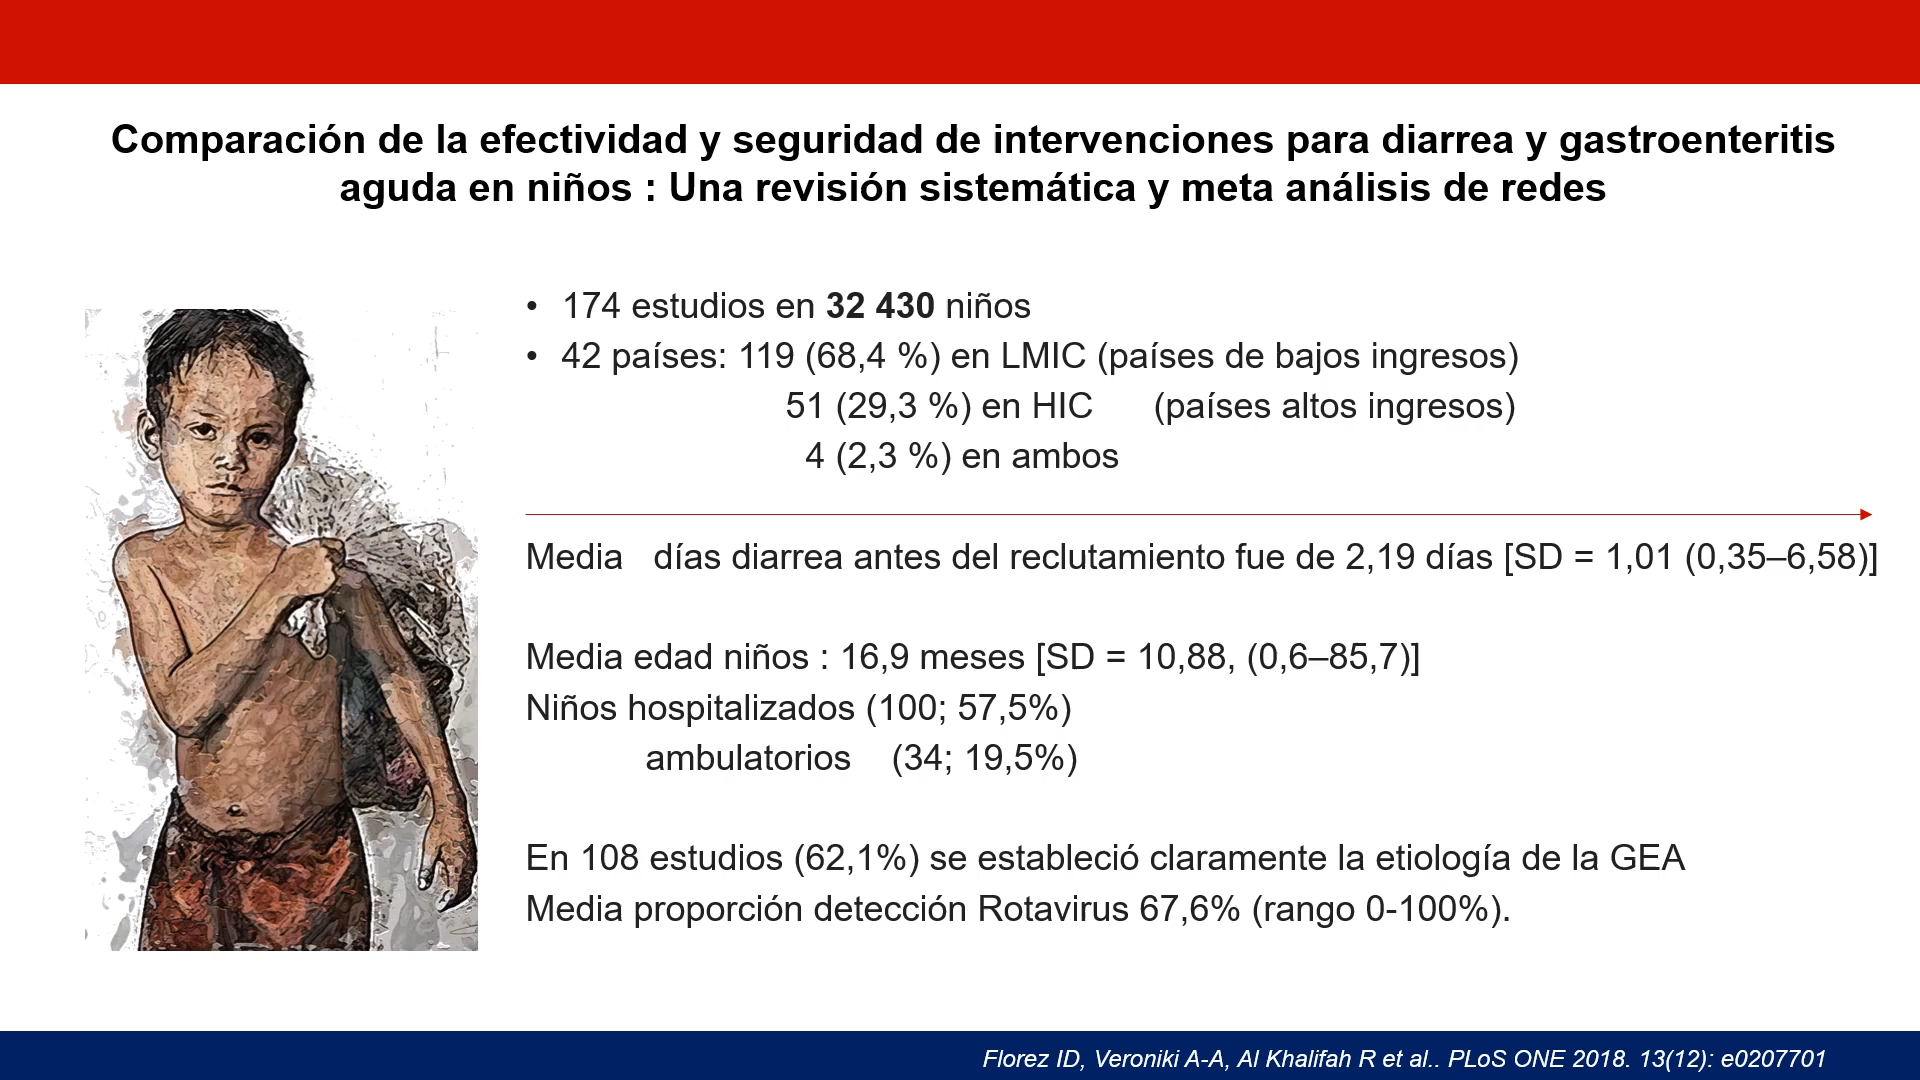 Comparación de la efectividad y seguridad de intervenciones para diarrea y gastroenteritis
aguda en niños : Una revisión sistemática y meta análisis de redes
• 174 estudios en 32 430 niños
• 42 países: 119 (68,4 %) en LMIC (países de bajos ingresos)
51 (29,3 %) en HIC (países altos ingresos)
4 (2,3 %) en ambos
Media días diarrea antes del reclutamiento fue de 2,19 días [SD = 1,01 (0,35–6,58)]
Media edad niños : 16,9 meses [SD = 10,88, (0,6–85,7)]
Niños hospitalizados (100; 57,5%)
ambulatorios (34; 19,5%)
En 108 estudios (62,1%) se estableció claramente la etiología de la GEA
Media proporción detección Rotavirus 67,6% (rango 0-100%).
Florez ID, Veroniki A-A, Al Khalifah R et al.. PLoS ONE 2018. 13(12): e0207701